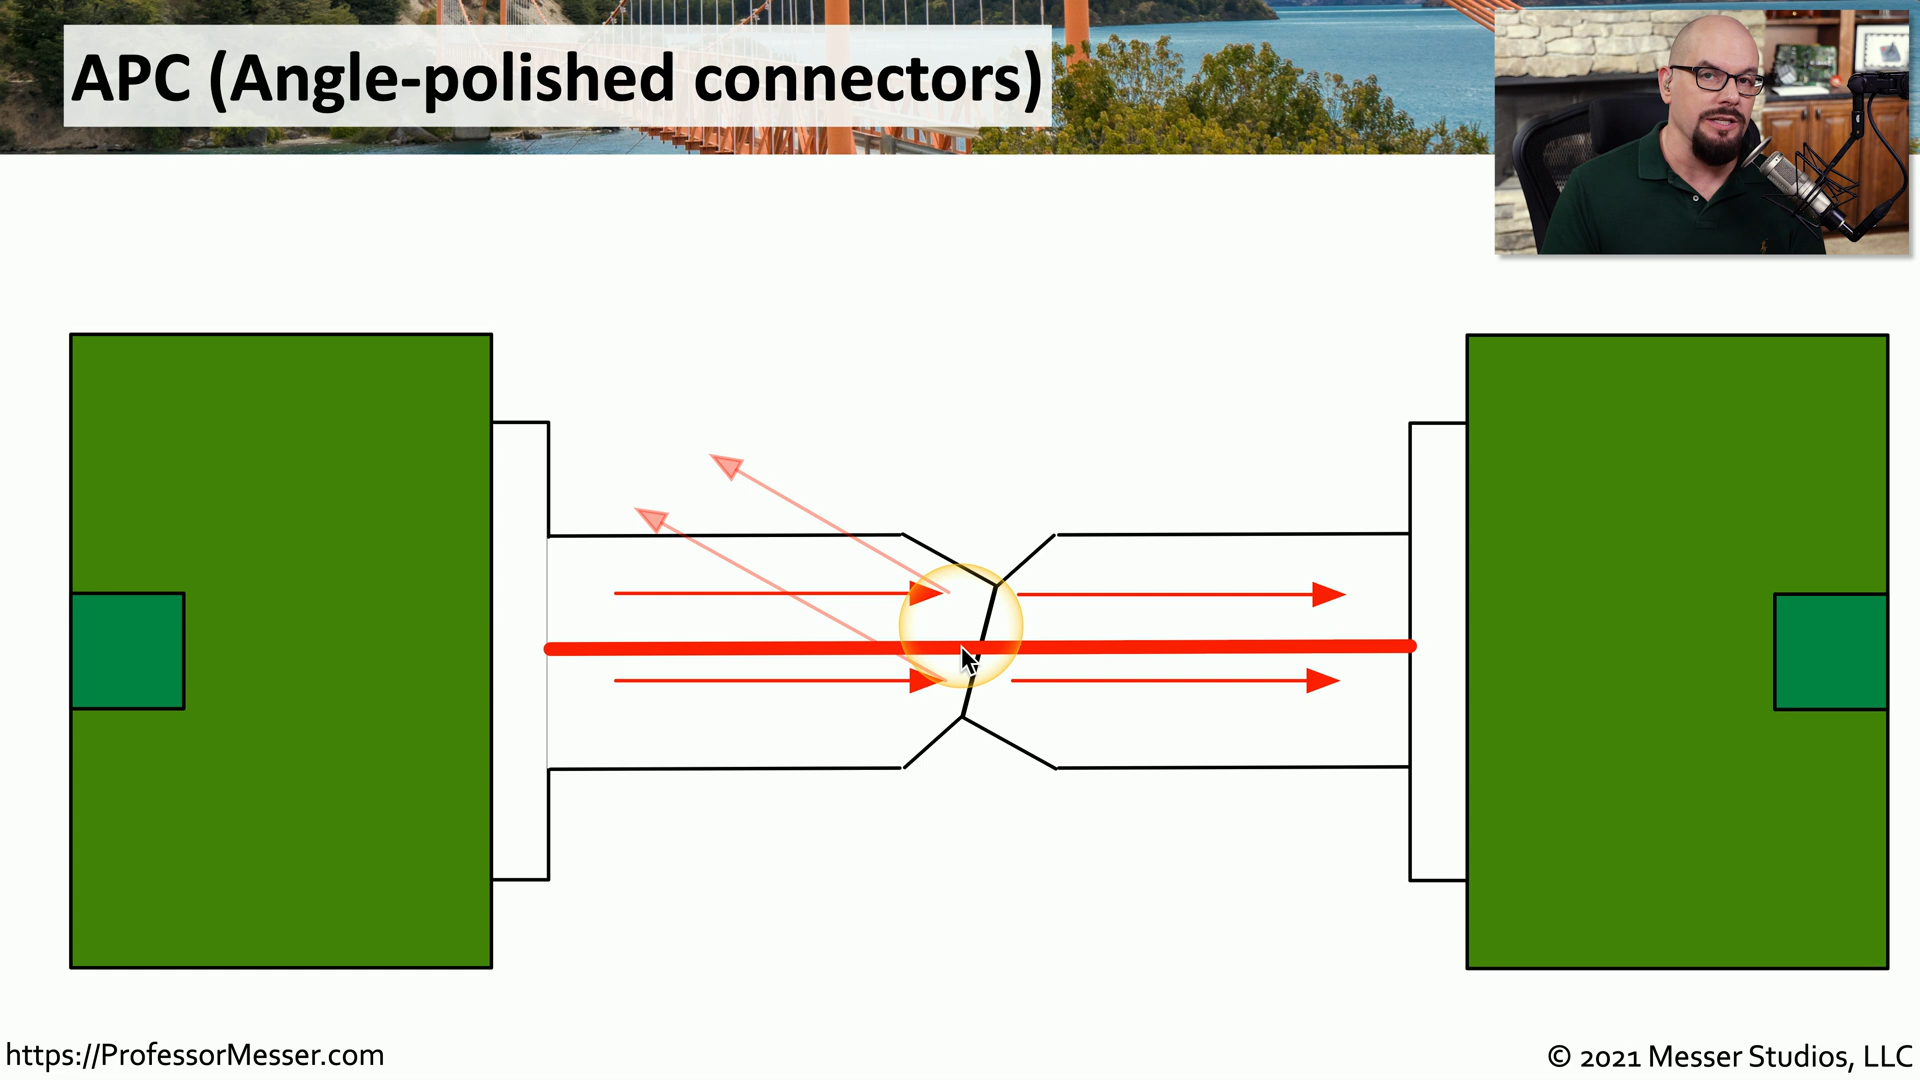 APC (Angle-polished connectors)
https://ProfessorMesser.com
© 2021 Messer Studios, LLC